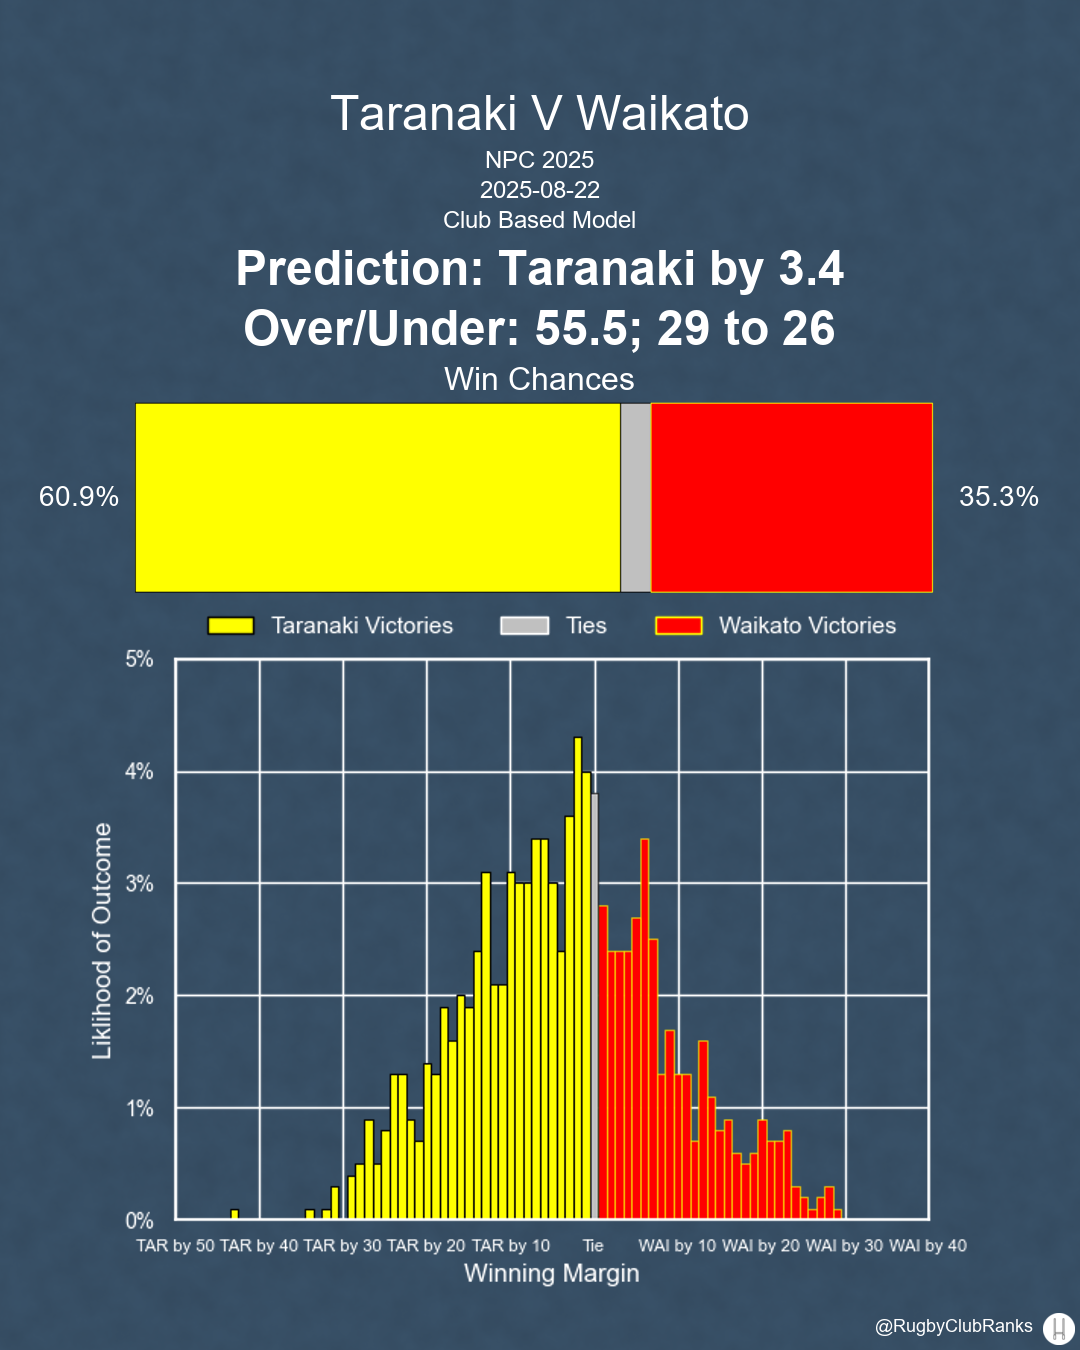 Taranaki V Waikato
NPC 2025
2025-08-22
Club Based Model
Prediction: Taranaki by 3.4
Over/Under: 55.5; 29 to 26
Win Chances
60.9%
35.3%
Taranaki Victories Ties Waikato Victories
5%
4%
3%
2%
1%
0%
Liklihood of Outcome
TAR by 50 TAR by 40 TAR by 30 TAR by 20 TAR by 10 Tie WAI by 10 WAI by 20 WAI by 30 WAI by 40
Winning Margin
@RugbyClubRanks